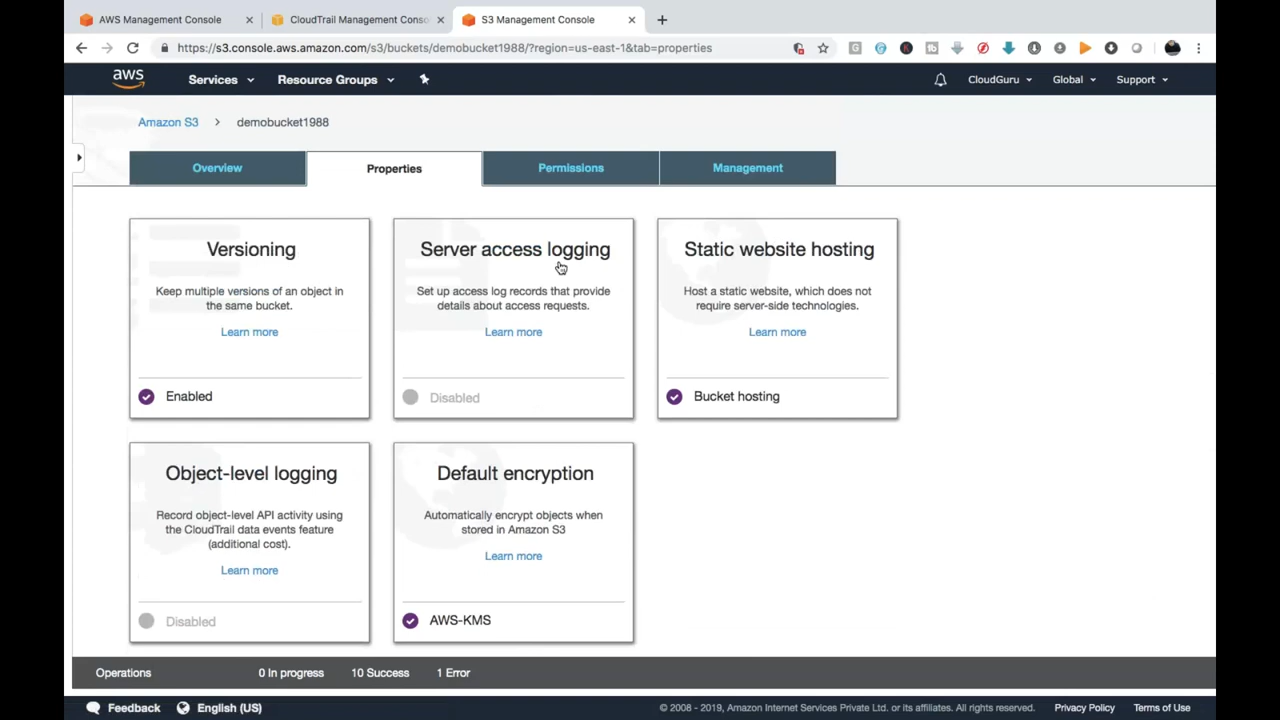 AWS Management Console
CloudTrail Management Conso
S3 Management Console
https://s3.console.aws.amazon.com/s3/buckets/demobucket1988/?region=us-east-1&tab=properties
aws
Services
Resource Groups
CloudGuru
Global
Support
Amazon S3
demobucket1988
Overview
Properties
Permissions
Management
Versioning
Keep multiple versions of an object in
the same bucket.
Learn more
Enabled
Server access logging
Set up access log records that provide
details about access requests.
Learn more
Disabled
Static website hosting
Host a static website, which does not
require server-side technologies.
Learn more
Bucket hosting
Object-level logging
Record object-level API activity using
the CloudTrail data events feature
(additional cost).
Learn more
Disabled
Default encryption
Automatically encrypt objects when
stored in Amazon S3
Learn more
AWS-KMS
Operations
0 In progress
10 Success
1 Error
Feedback
English (US)
© 2008 - 2019, Amazon Internet Services Private Ltd. or its affiliates. All rights reserved.
Privacy Policy
Terms of Use